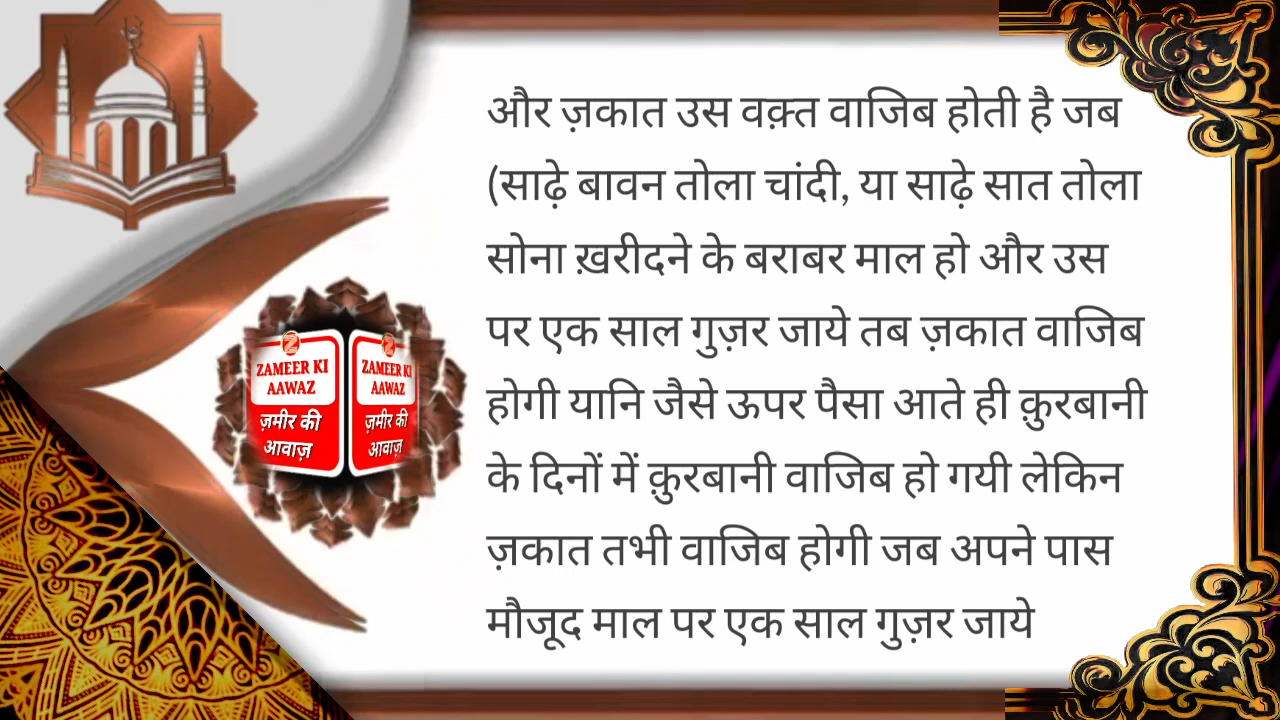 और ज़कात उस वक़्त वाजिब होती है जब
(साढ़े बावन तोला चांदी, या साढ़े सात तोला
सोना ख़रीदने के बराबर माल हो और उस
पर एक साल गुज़र जाये तब ज़कात वाजिब
होगी यानि जैसे ऊपर पैसा आते ही क़ुरबानी
के दिनों में क़ुरबानी वाजिब हो गयी लेकिन
ज़कात तभी वाजिब होगी जब अपने पास
मौजूद माल पर एक साल गुज़र जाये
ZAMEER KI
AAWAZ
ज़मीर की
आवाज़
ZAMEER KI
AAWAZ
ज़मीर की
आवाज़